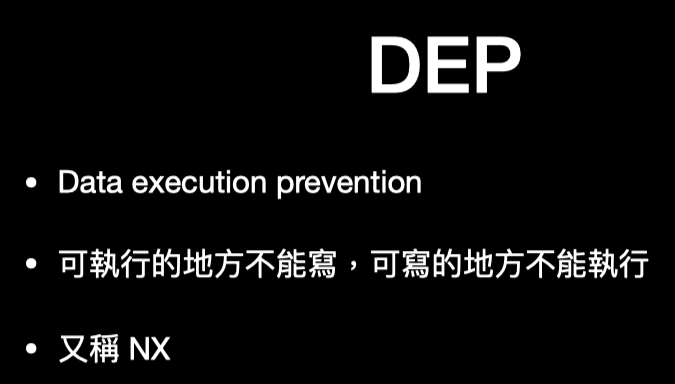 DEP
• Data execution prevention
• 可執行的地方不能寫，可寫的地方不能執行
• 又稱 NX